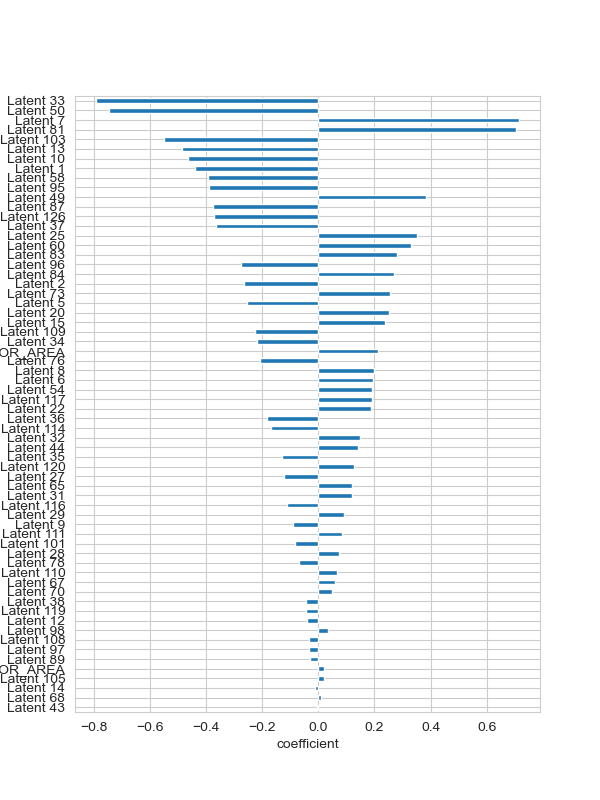 Latent 33
Latent 50
Latent 7
Latent 81
Latent 103
Latent 13
Latent 10
Latent 1
Latent 58
Latent 95
Latent 49
Latent 87
Latent 126
Latent 37
Latent 25
Latent 60
Latent 83
Latent 96
Latent 84
Latent 2
Latent 73
Latent 5
Latent 20
Latent 15
Latent 109
Latent 34
OR_AREA
Latent 76
Latent 8
Latent 6
Latent 54
Latent 117
Latent 22
Latent 36
Latent 114
Latent 32
Latent 44
Latent 35
Latent 120
Latent 27
Latent 65
Latent 31
Latent 116
Latent 29
Latent 9
Latent 111
Latent 101
Latent 28
Latent 78
Latent 110
Latent 67
Latent 70
Latent 38
Latent 119
Latent 12
Latent 98
Latent 108
Latent 97
Latent 89
OR_AREA
Latent 105
Latent 14
Latent 68
Latent 43
−0.8 −0.6 −0.4 −0.2 0.0 0.2 0.4 0.6
coefficient